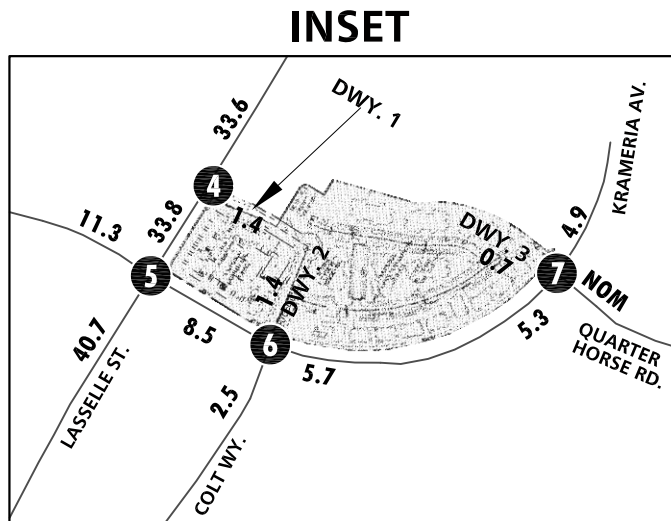 INSET
DWY. 1
33.6
KRAMERIA AV.
4
1.4
4.9
11.3
33.8
DWY. 3
0.7
DWY. 2
1.4
5
7
NOM
40.7
8.5
6
5.3
QUARTER
HORSE RD.
5.7
LASSELLE ST.
2.5
COLT WY.